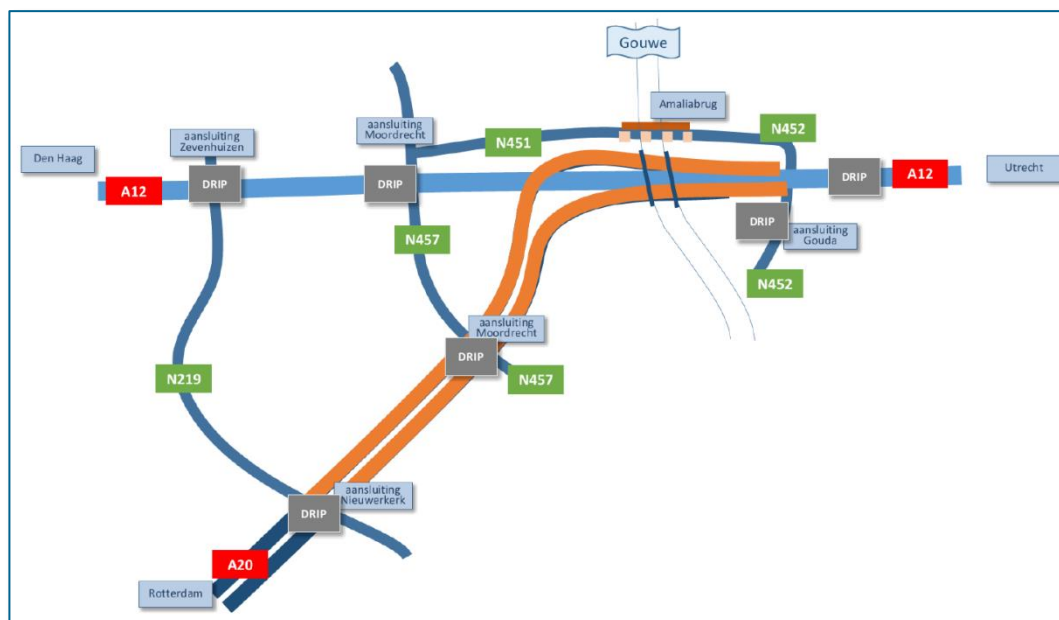 Gouwe
Amaliabrug
aansluiting
Moordrecht
N452
aansluiting
Zevenhuizen
N451
Den Haag
A12
DRIP
DRIP
DRIP
A12
Utrecht
DRIP
aansluiting
Gouda
N457
N452
aansluiting
Moordrecht
DRIP
N219
N457
aansluiting
Nieuwerkerk
DRIP
A20
Rotterdam